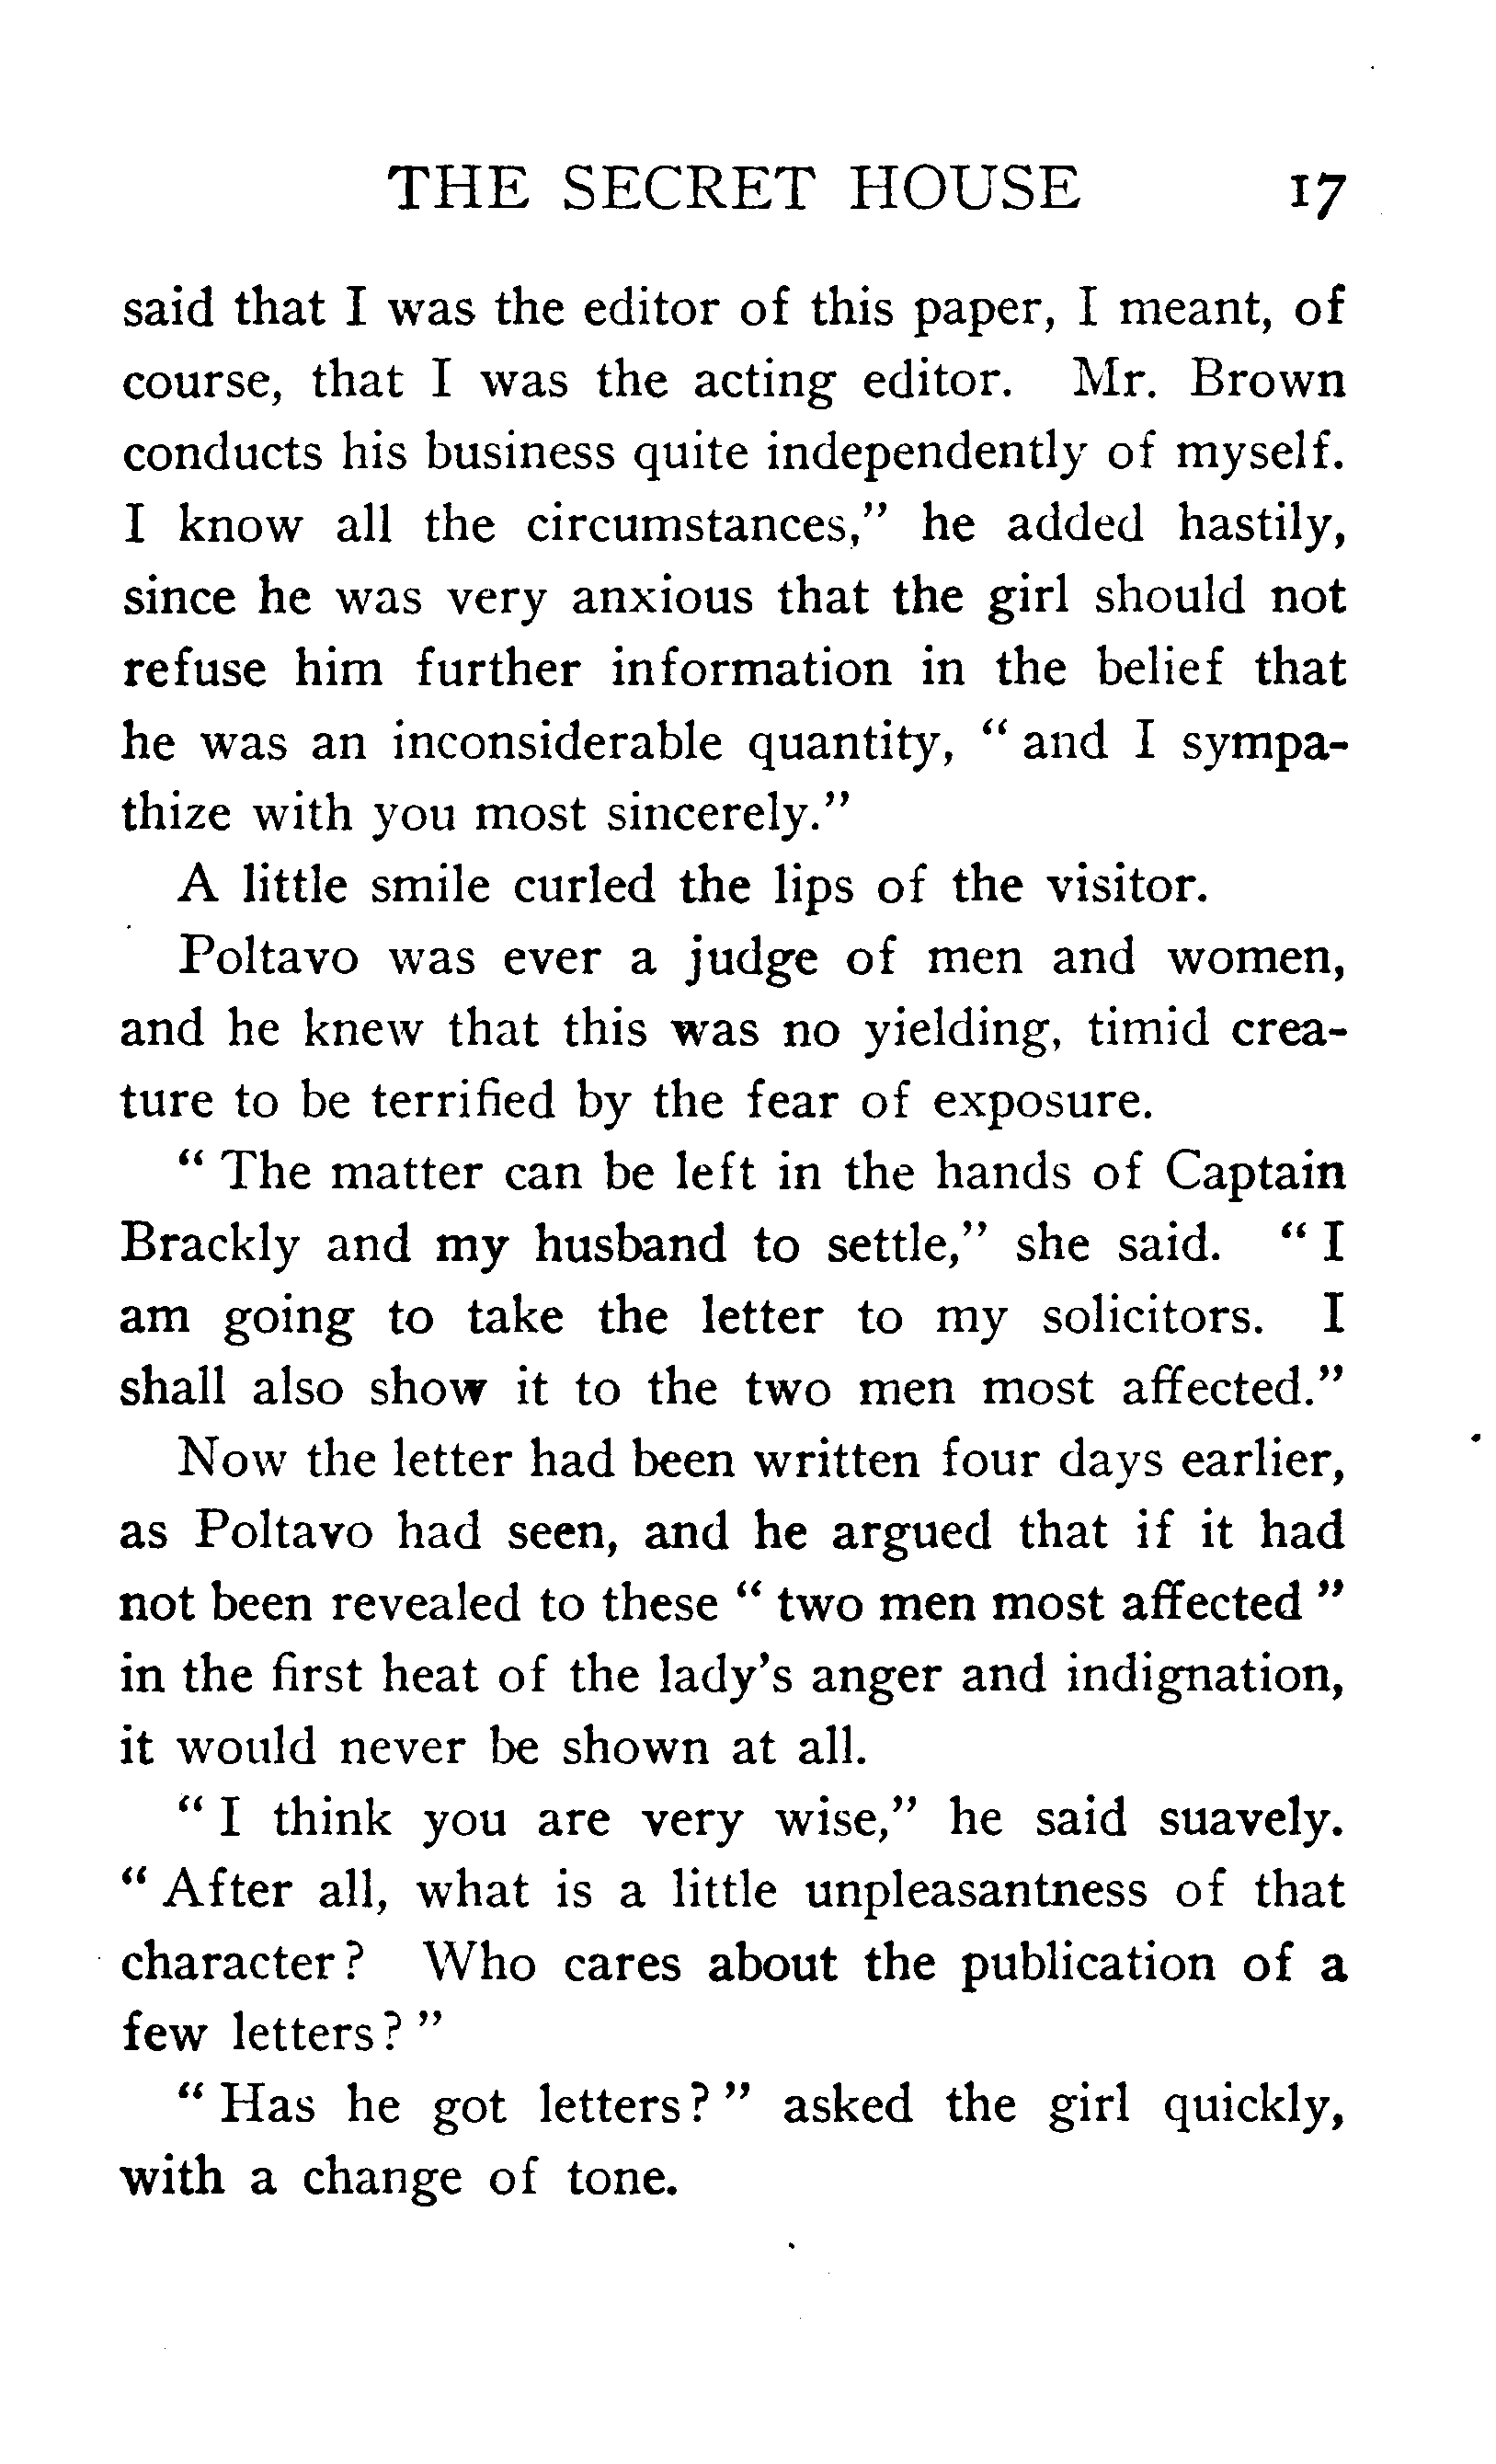 THE SECRET HOUSE 17
said that I was the editor of this paper, I meant, of
course, that I was the acting editor. Mr. Brown
conducts his business quite independently of myself.
I know all the circumstances," he added hastily,
since he was very anxious that the girl should not
refuse him further information in the belief that
he was an inconsiderable quantity, " and I sympa-
thize with you most sincerely."
A little smile curled the lips of the visitor.
Poltavo was ever a judge of men and women,
and he knew that this was no yielding, timid crea-
ture to be terrified by the fear of exposure.
" The matter can be left in the hands of Captain
Brackly and my husband to settle," she said. " I
am going to take the letter to my solicitors. I
shall also show it to the two men most affected."
Now the letter had been written four days earlier,
as Poltavo had seen, and he argued that if it had
not been revealed to these " two men most affected "
in the first heat of the lady's anger and indignation,
it would never be shown at all.
" I think you are very wise," he said suavely.
" After all, what is a little unpleasantness of that
character? Who cares about the publication of a
few letters? "
" Has he got letters? " asked the girl quickly,
with a change of tone.